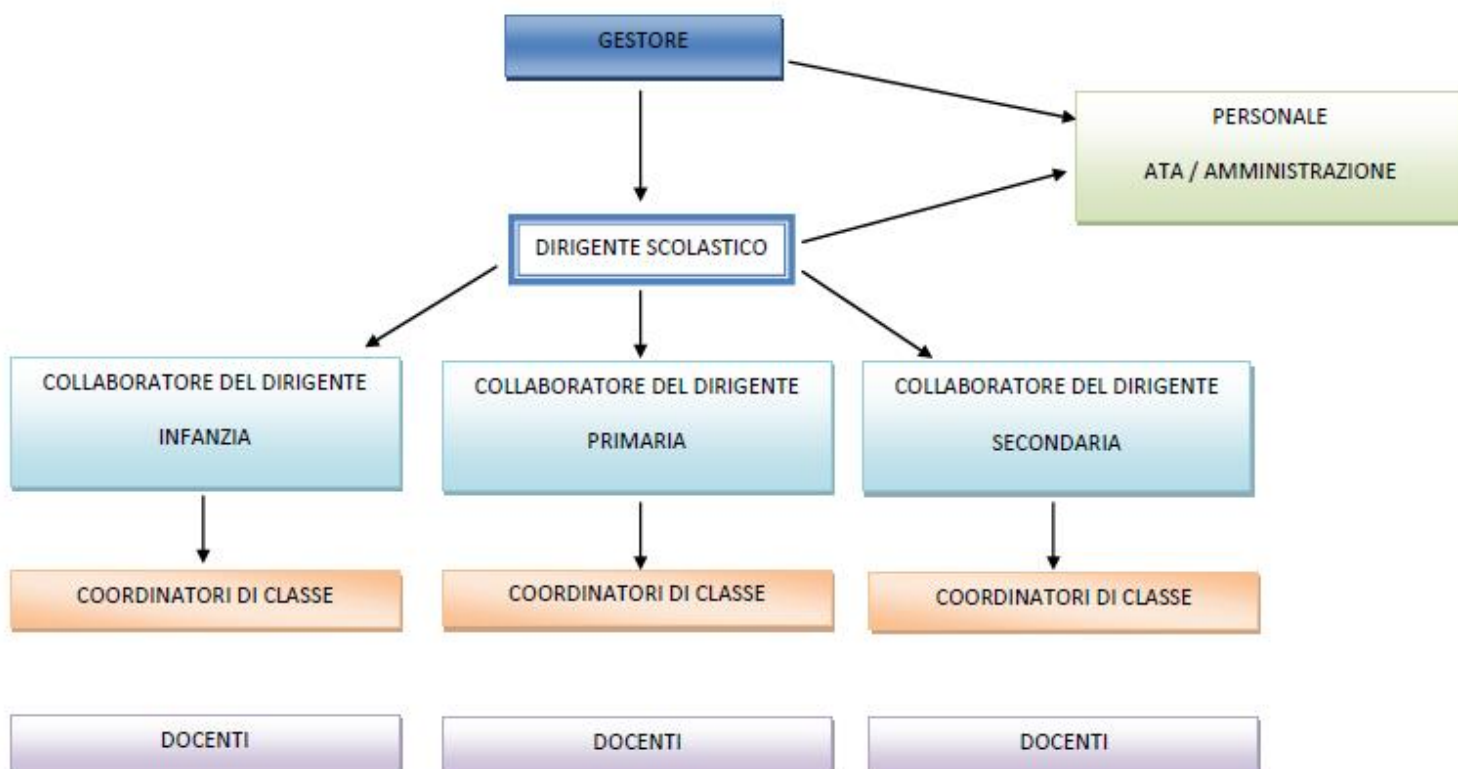 GESTORE
PERSONALE
ATA / AMMINISTRAZIONE
DIRIGENTE SCOLASTICO
COLLABORATORE DEL DIRIGENTE
INFANZIA
COLLABORATORE DEL DIRIGENTE
PRIMARIA
COLLABORATORE DEL DIRIGENTE
SECONDARIA
COORDINATORI DI CLASSE
COORDINATORI DI CLASSE
COORDINATORI DI CLASSE
DOCENTI
DOCENTI
DOCENTI